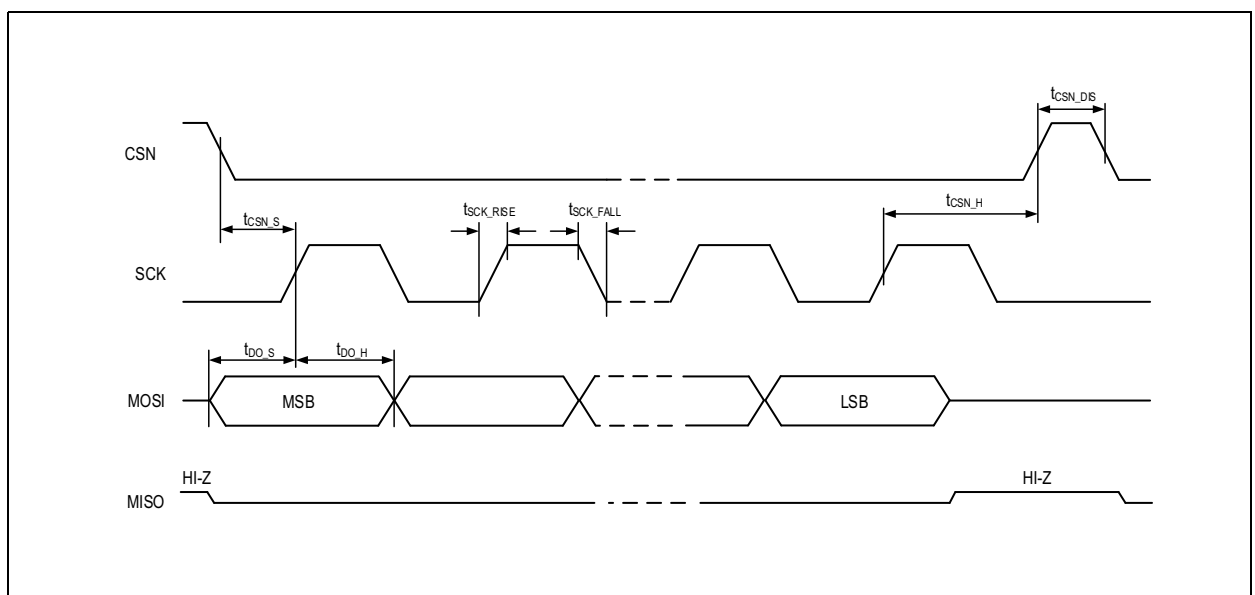 tCSN_DIS
CSN
tCSN_S
tSCK_RISE
tSCK_FALL
tCSN_H
SCK
tDO_S
tDO_H
MOSI
MSB
LSB
HI-Z
HI-Z
MISO